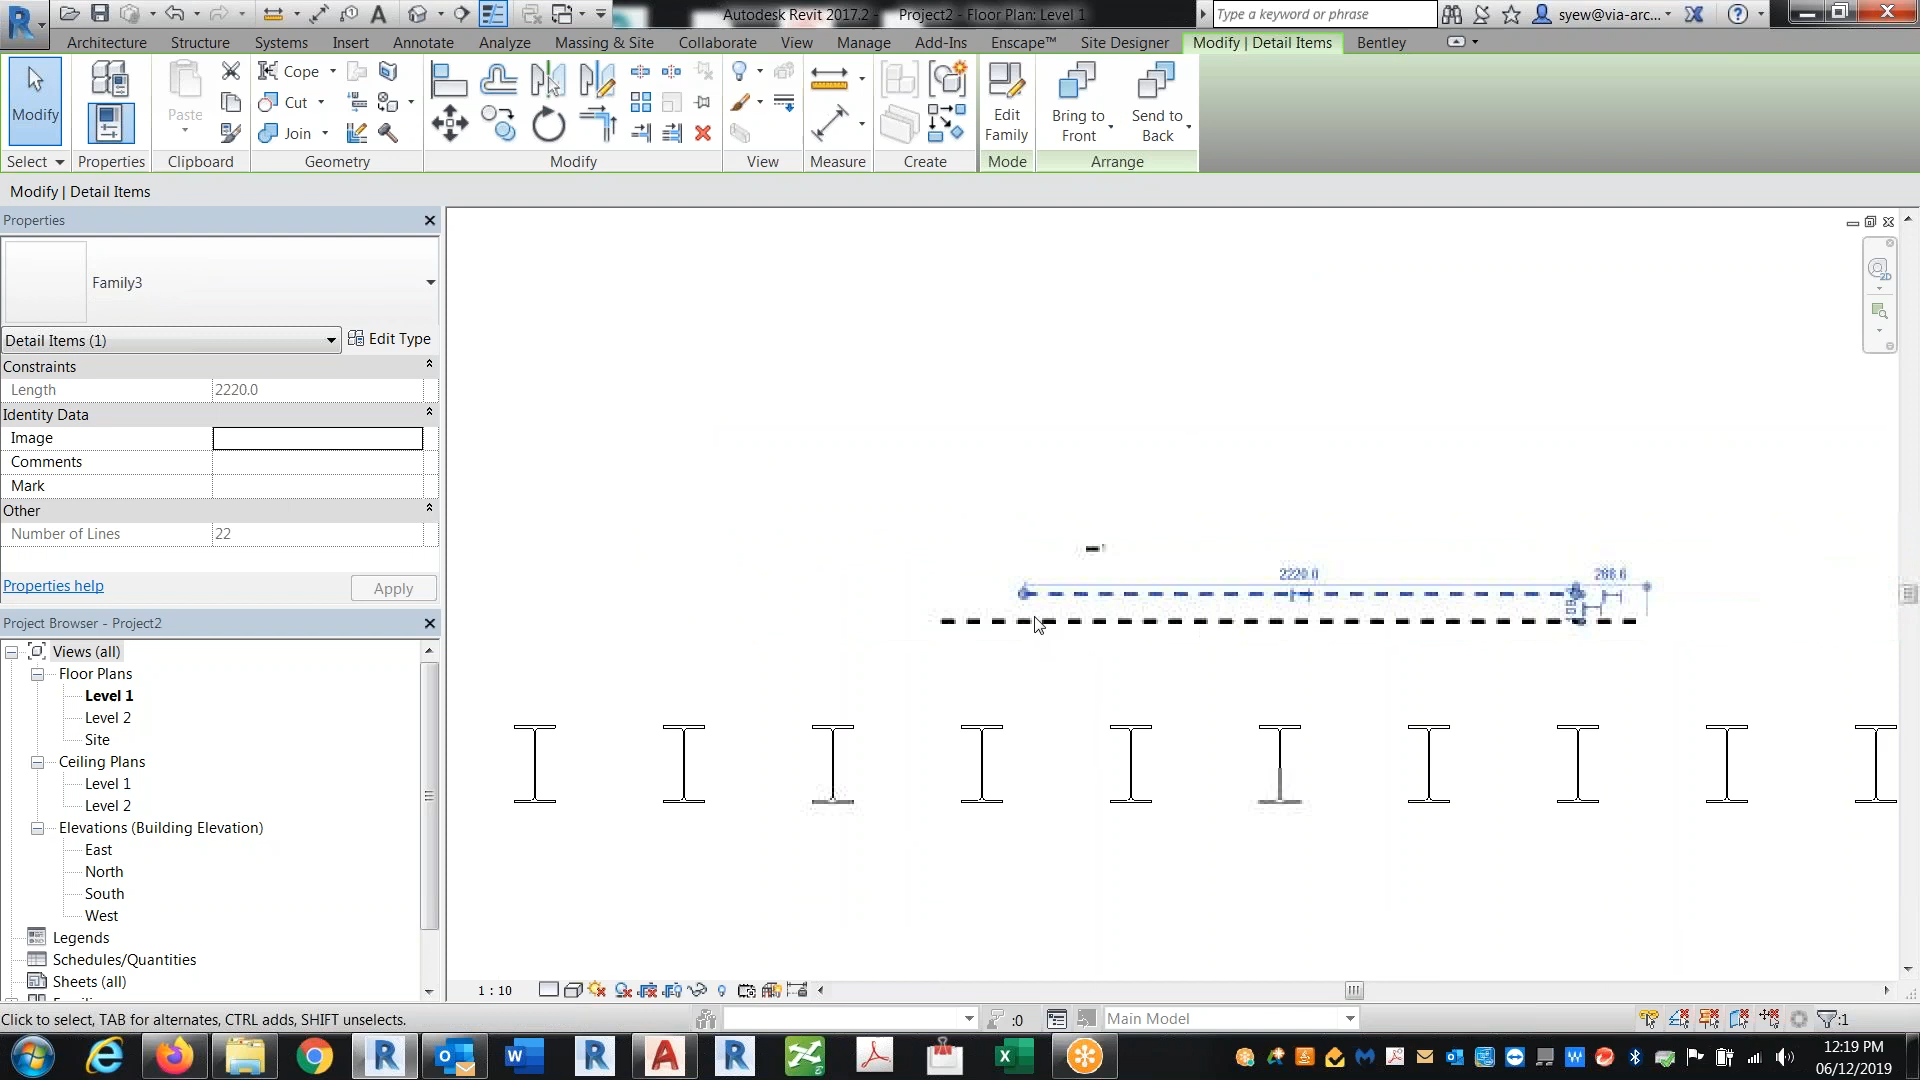 Autodesk Revit 2017.2 - Project2 - Floor Plan: Level 1
Type a keyword or phrase
syew@via-arc...
Architecture Structure Systems Insert Annotate Analyze Massing & Site Collaborate View Manage Add-Ins Enscape™ Site Designer Modify | Detail Items Bentley
Modify
Paste
Cope
Cut
Join
Edit
Family
Bring to
Front
Send to
Back
Select Properties Clipboard Geometry Modify View Measure Create Mode Arrange
Modify | Detail Items
Properties
Family3
Detail Items (1)
Edit Type
Constraints
Length 2220.0
Identity Data
Image
Comments
Mark
Other
Number of Lines 22
Properties help
Apply
Project Browser - Project2
Views (all)
Floor Plans
Level 1
Level 2
Site
Ceiling Plans
Level 1
Level 2
Elevations (Building Elevation)
East
North
South
West
Legends
Schedules/Quantities
Sheets (all)
2220.0
2D
1 : 10
Click to select, TAB for alternates, CTRL adds, SHIFT unselects.
:0
Main Model
:1
12:19 PM
06/12/2019